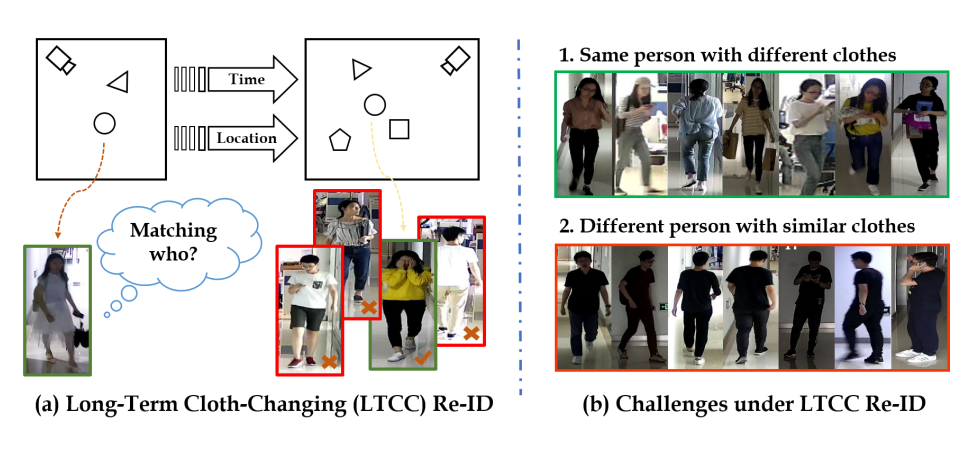 Time
Location
Matching
who?
(a) Long-Term Cloth-Changing (LTCC) Re-ID
1. Same person with different clothes
2. Different person with similar clothes
(b) Challenges under LTCC Re-ID